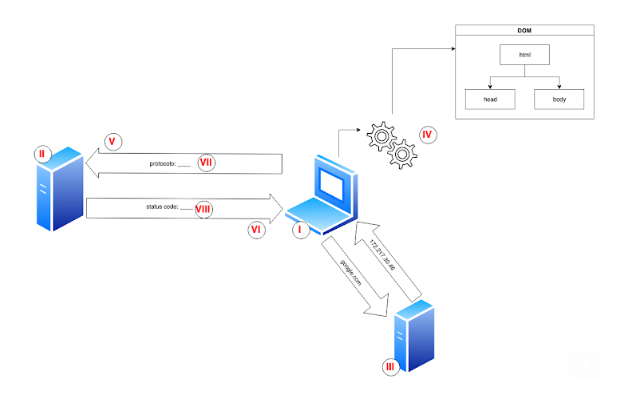 DOM
html
head
body
IV
V
II
protocolo: ____ VII
status code: ____ VIII
VI
I
google.com
172.217.30.46
III